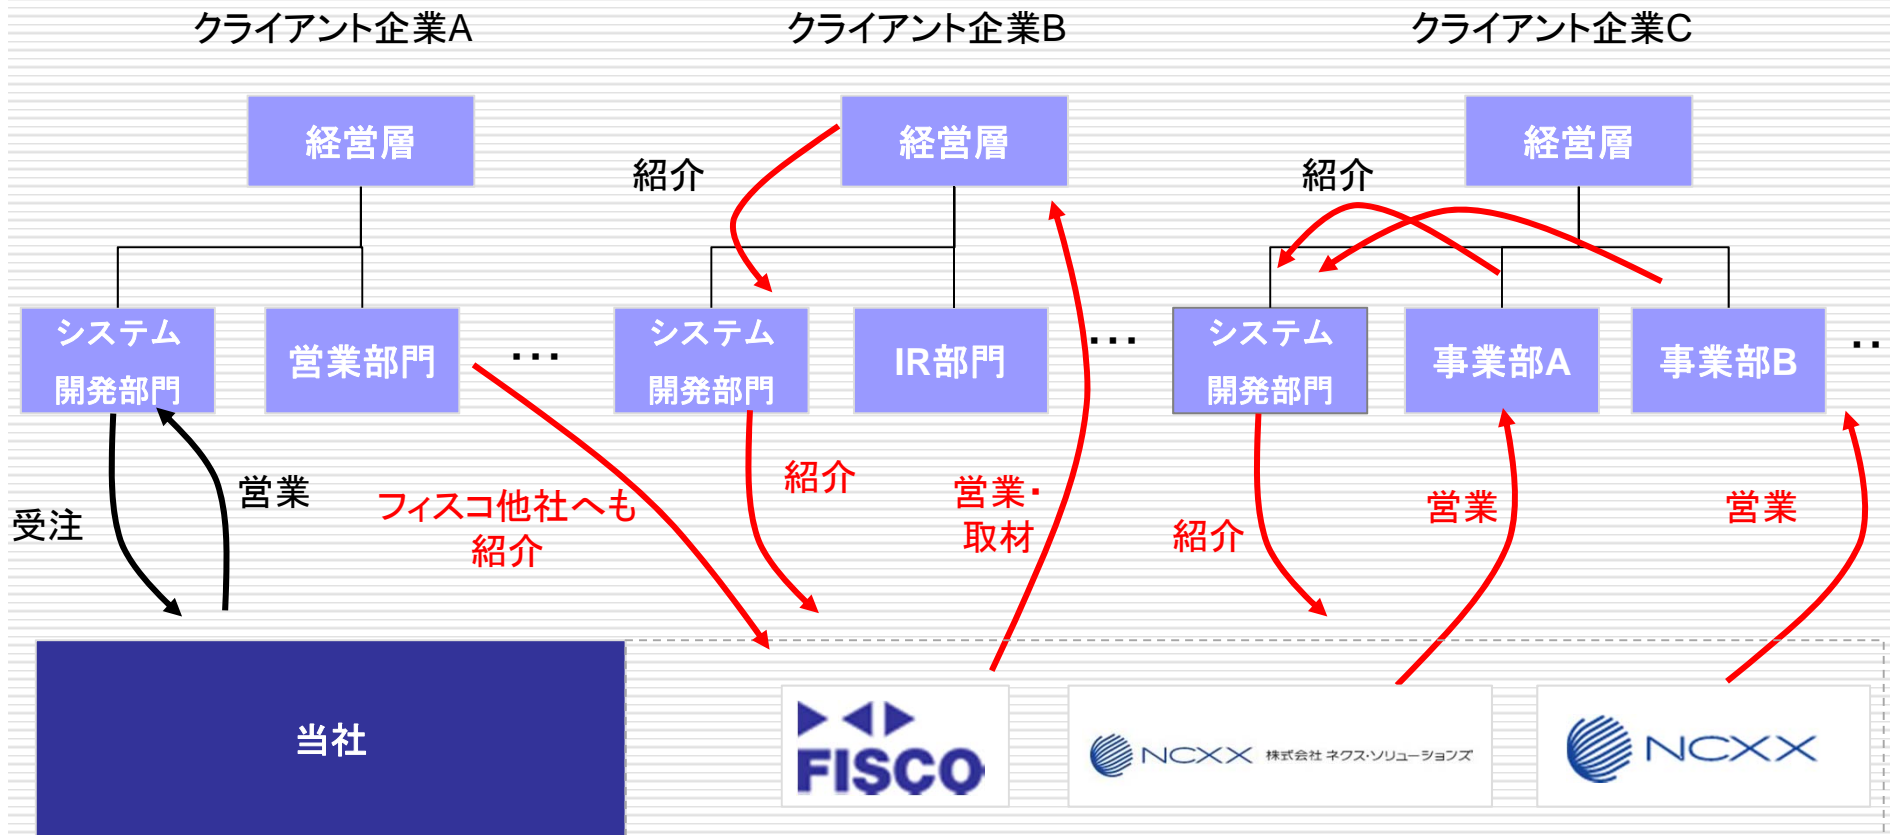 クライアント企業A
クライアント企業B
クライアント企業C
経営層
経営層
経営層
紹介
紹介
システム
開発部門
営業部門
…
システム
開発部門
IR部門
…
システム
開発部門
事業部A
事業部B
‥
受注
営業
フィスコ他社へも
紹介
紹介
営業・
取材
紹介
営業
営業
当社
FISCO
NCXX 株式会社 ネクス・ソリューションズ
NCXX